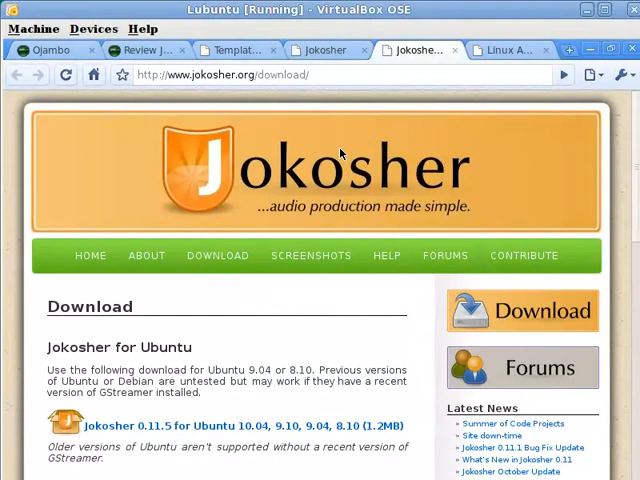 Lubuntu [Running] - VirtualBox OSE
Machine Devices Help
Ojambo Review J... Templat... Jokosher Jokoshe... Linux A...
http://www.jokosher.org/download/
Jokosher
...audio production made simple.
HOME ABOUT DOWNLOAD SCREENSHOTS HELP FORUMS CONTRIBUTE
Download
Jokosher for Ubuntu
Use the following download for Ubuntu 9.04 or 8.10. Previous versions
of Ubuntu or Debian are untested but may work if they have a recent
version of GStreamer installed.
Jokosher 0.11.5 for Ubuntu 10.04, 9.10, 9.04, 8.10 (1.2MB)
Older versions of Ubuntu aren't supported without a recent version of
GStreamer.
Download
Forums
Latest News
» Summer of Code Projects
» Site down-time
» Jokosher 0.11.1 Bug Fix Update
» What's New in Jokosher 0.11
» Jokosher October Update